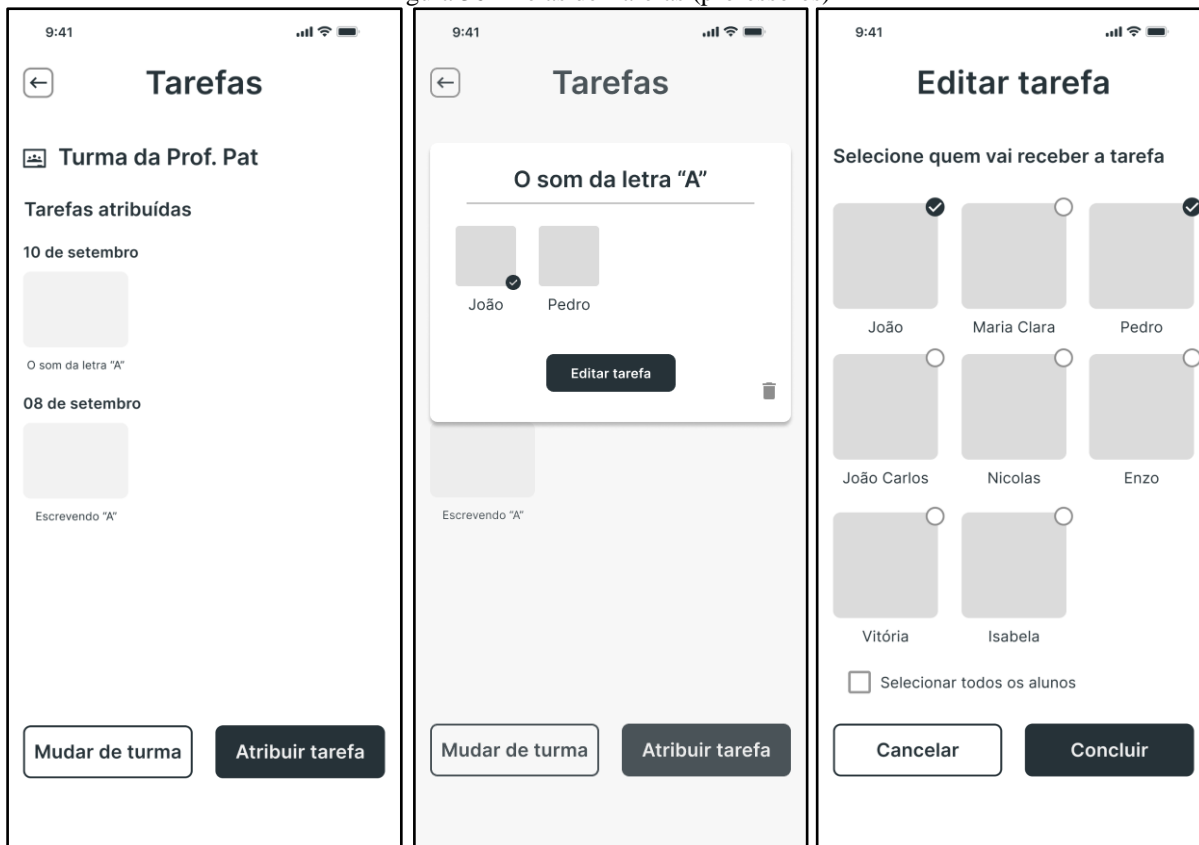 9:41
Tarefas
Turma da Prof. Pat
Tarefas atribuídas
10 de setembro
O som da letra "A"
08 de setembro
Escrevendo "A"
Mudar de turma
Atribuir tarefa
9:41
Tarefas
O som da letra “A”
João
Pedro
Editar tarefa
Escrevendo "A"
Mudar de turma
Atribuir tarefa
9:41
Editar tarefa
Selecione quem vai receber a tarefa
João
Maria Clara
Pedro
João Carlos
Nicolas
Enzo
Vitória
Isabela
Selecionar todos os alunos
Cancelar
Concluir